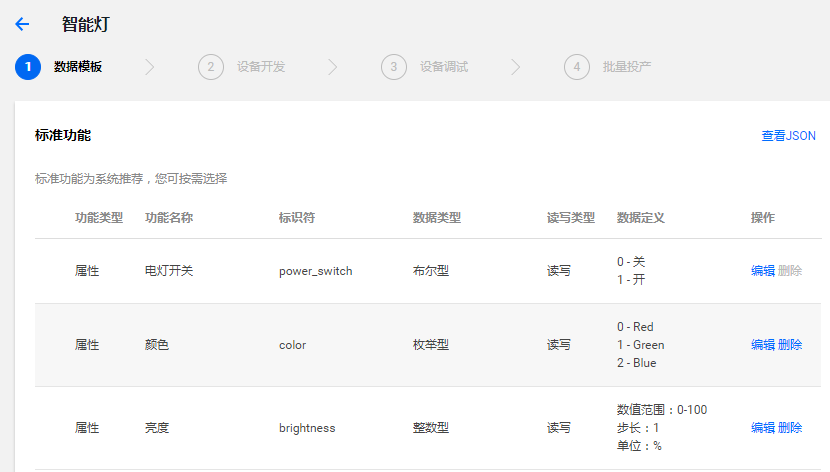 智能灯
1 数据模板 2 设备开发 3 设备调试 4 批量投产
标准功能 查看JSON
标准功能为系统推荐，您可按需选择
功能类型 功能名称 标识符 数据类型 读写类型 数据定义 操作
属性 电灯开关 power_switch 布尔型 读写 0 - 关 编辑 删除
1 - 开
0 - Red
属性 颜色 color 枚举型 读写 1 - Green 编辑 删除
2 - Blue
数值范围：0-100
属性 亮度 brightness 整数型 读写 步长：1 编辑 删除
单位：%